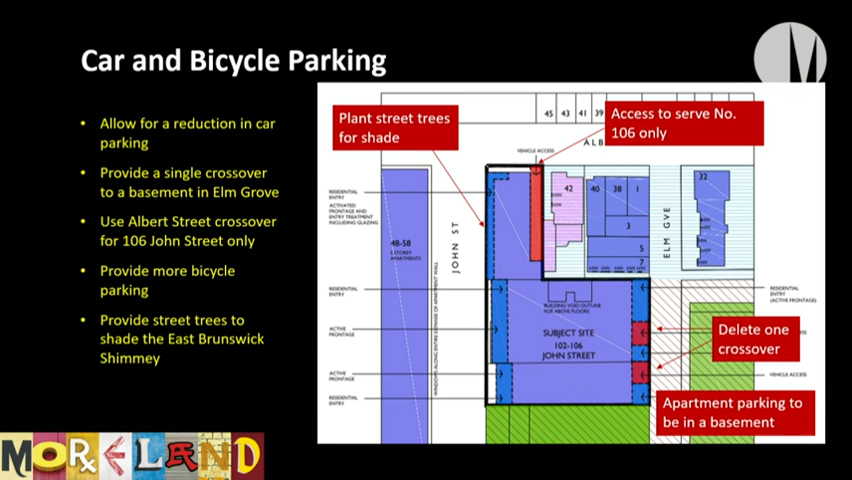 Car and Bicycle Parking
• Allow for a reduction in car
parking
• Provide a single crossover
to a basement in Elm Grove
• Use Albert Street crossover
for 106 John Street only
• Provide more bicycle
parking
• Provide street trees to
shade the East Brunswick
Shimmey
Plant street trees
for shade
Access to serve No.
106 only
45 43 41 39
ALB
VEHICLE ACCESS
RESIDENTIAL
ENTRY
ACTIVATED
FRONTAGE AND
ENTRY TREATMENT
INCLUDING GLAZING
48-58
5 STOREY
APARTMENTS
JOHN ST
42
40
38
1
3
5
7
ELM GVE
32
RESIDENTIAL
ENTRY
BUILDING VOID OUTLINE
FOR ABOVE FLOORS
RESIDENTIAL
ENTRY
(ACTIVE FRONTAGE)
ACTIVE
FRONTAGE
SUBJECT SITE
102-106
JOHN STREET
Delete one
crossover
ACTIVE
FRONTAGE
VEHICLE ACCESS
RESIDENTIAL
ENTRY
Apartment parking to
be in a basement
MORELAND